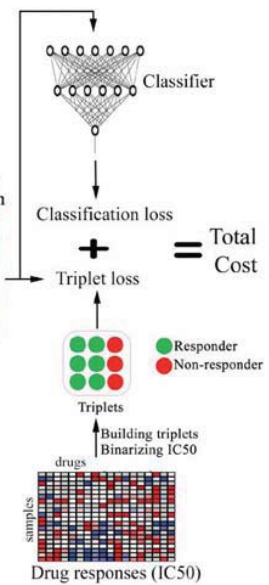 Classifier
Classification loss
+
= Total
Cost
Triplet loss
Responder
Non-responder
Triplets
Building triplets
Binarizing IC50
drugs
samples
Drug responses (IC50)